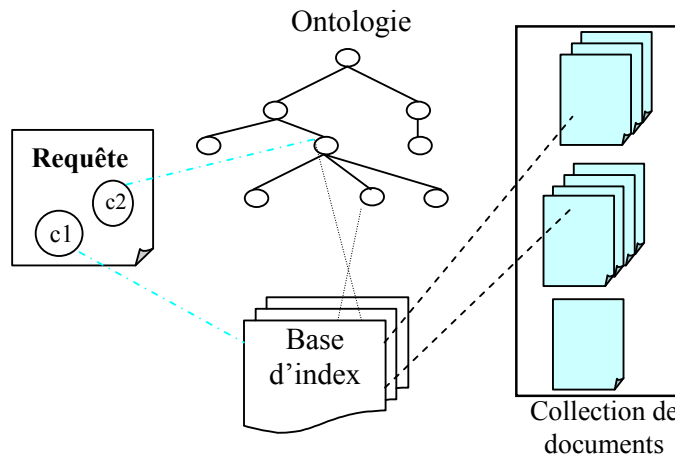 Ontologie
Requête
c2
c1
Base
d'index
Collection de
documents